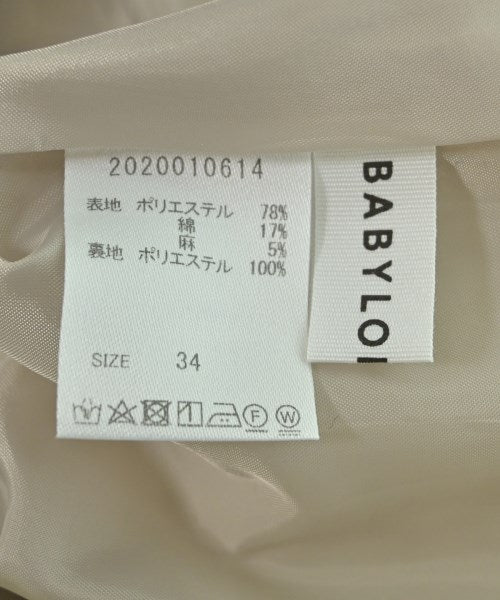 2020010614
表地 ポリエステル 78%
綿 17%
麻 5%
裏地 ポリエステル 100%
SIZE 34
F W
BABYLO